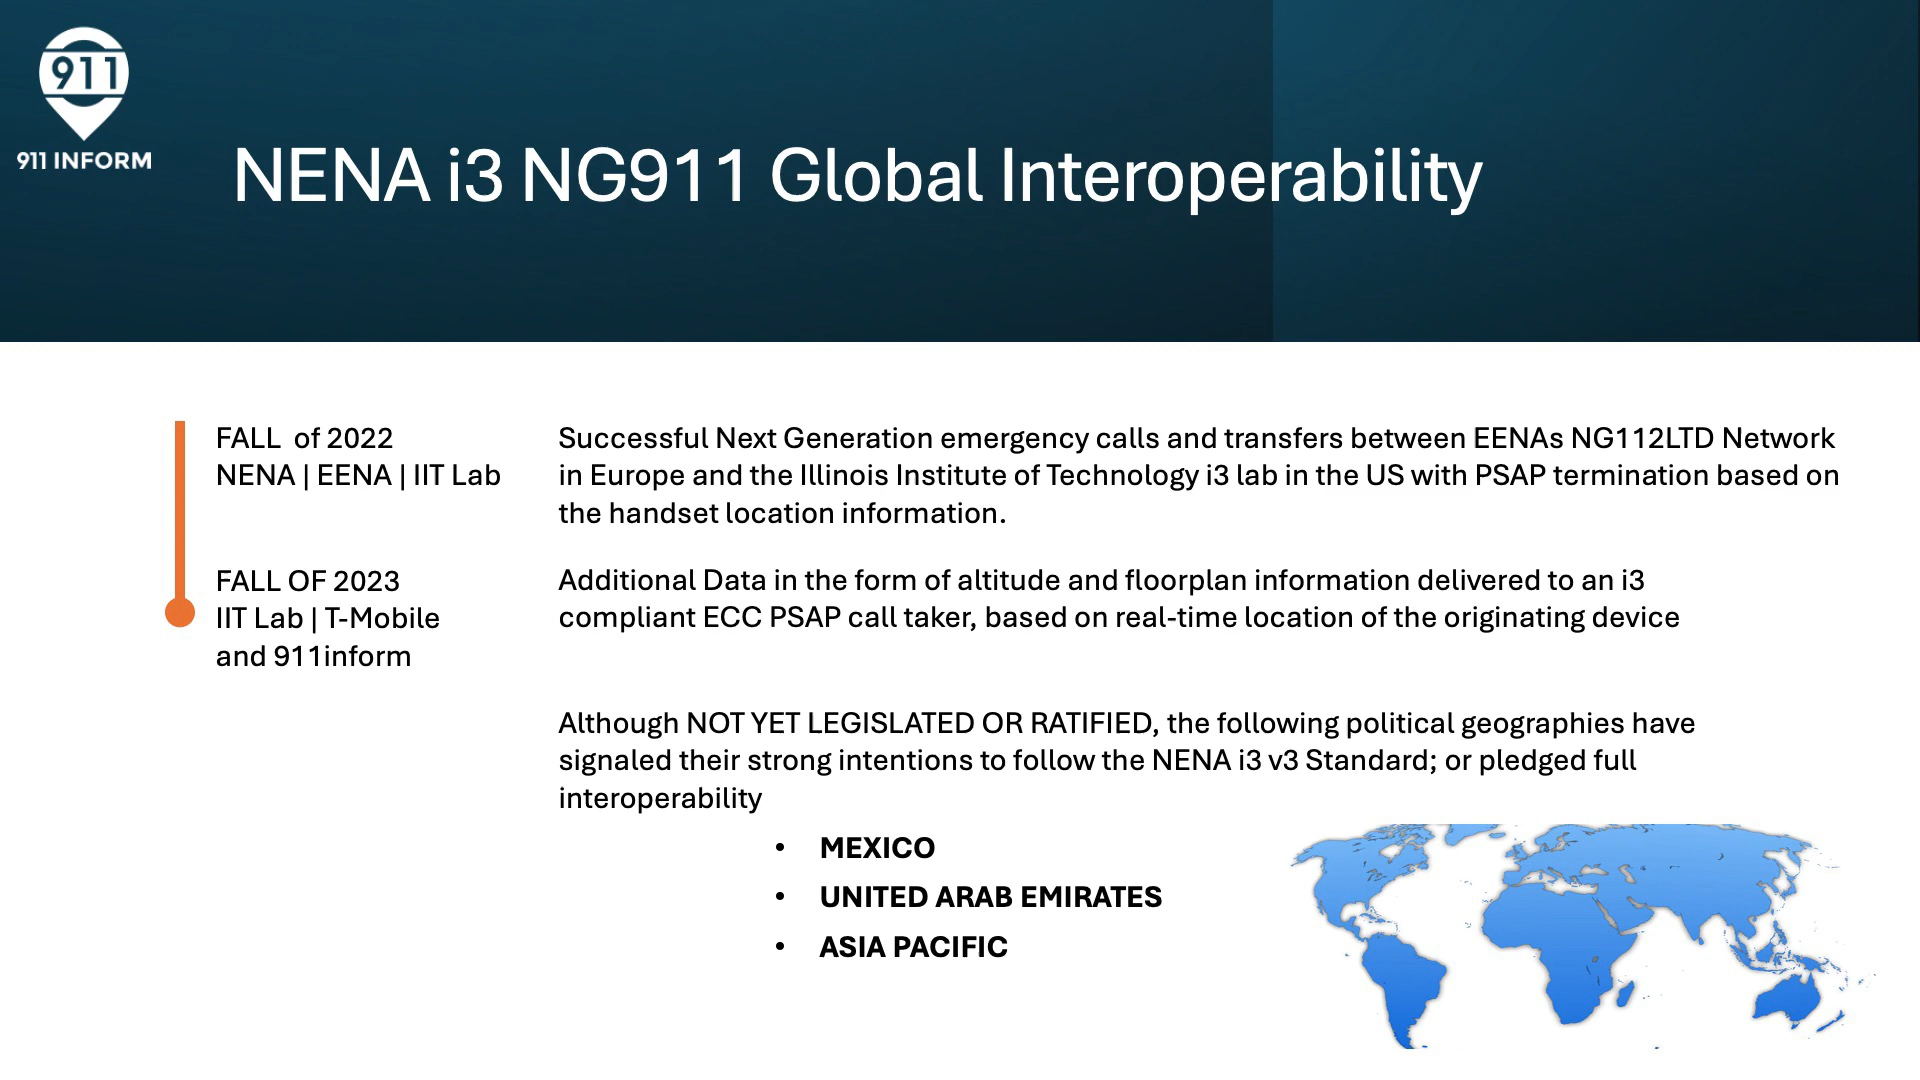 911
911 INFORM
NENA i3 NG911 Global Interoperability
FALL of 2022
NENA | EENA | IIT Lab
Successful Next Generation emergency calls and transfers between EENAs NG112LTD Network
in Europe and the Illinois Institute of Technology i3 lab in the US with PSAP termination based on
the handset location information.
FALL OF 2023
IIT Lab | T-Mobile
and 911inform
Additional Data in the form of altitude and floorplan information delivered to an i3
compliant ECC PSAP call taker, based on real-time location of the originating device
Although NOT YET LEGISLATED OR RATIFIED, the following political geographies have
signaled their strong intentions to follow the NENA i3 v3 Standard; or pledged full
interoperability
• MEXICO
• UNITED ARAB EMIRATES
• ASIA PACIFIC